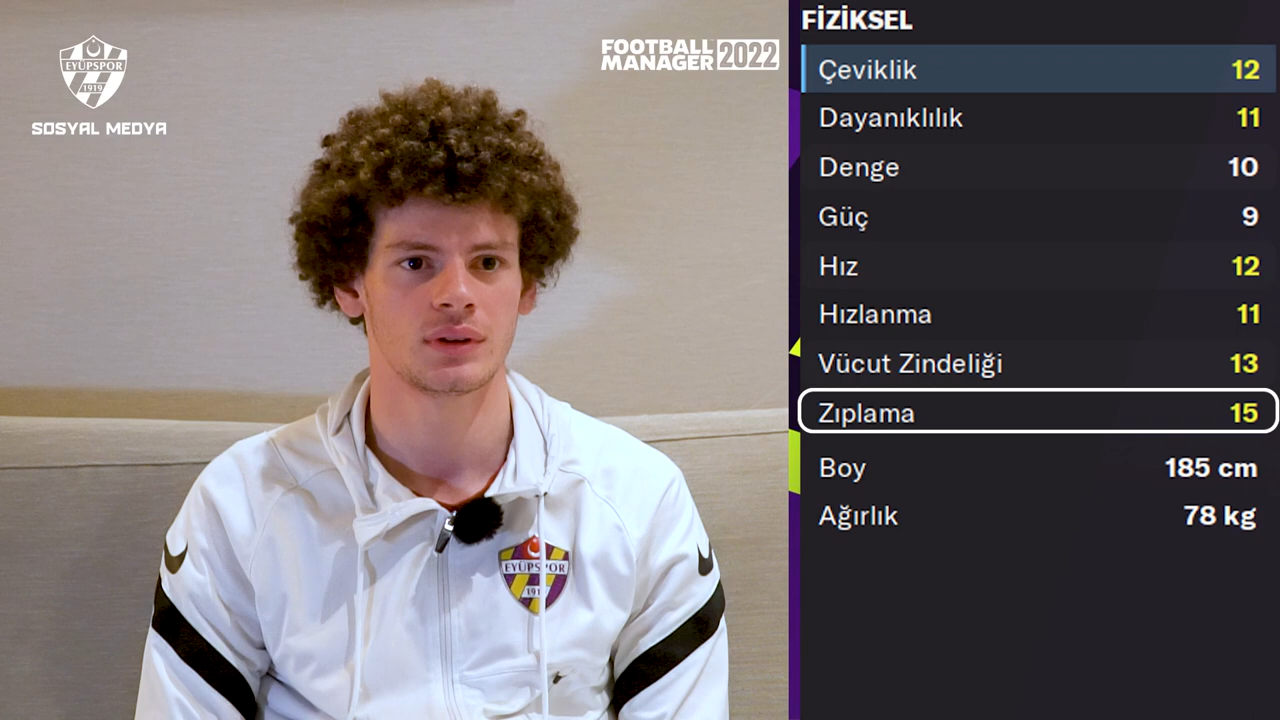 EYÜPSPOR
1919
SOSYAL MEDYA
FOOTBALL
MANAGER 2022
EYÜPSPOR
FİZİKSEL
Çeviklik 12
Dayanıklılık 11
Denge 10
Güç 9
Hız 12
Hızlanma 11
Vücut Zindeliği 13
Zıplama 15
Boy 185 cm
Ağırlık 78 kg